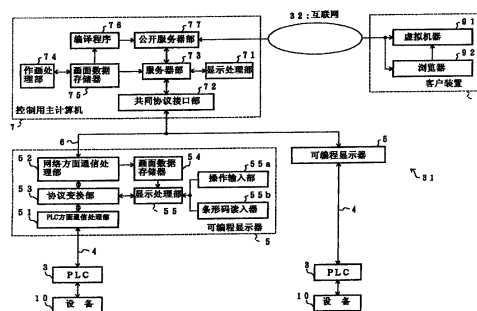 76
编译程序
77
公开服务器部
32:互联网
91
虚拟机器
92
浏览器
客户装置
74
作画处理部
画面数据存储器
75
73
服务器部
71
显示处理部
72
共同协议接口部
控制用主计算机
7
6
52
网络方面通信处理部
54
画面数据存储器
55a
操作输入部
53
协议变换部
显示处理部
55
55b
条形码读入器
51
PLC方面通信处理部
可编程显示器
5
5
可编程显示器
31
4
4
3
PLC
3
PLC
10
设备
10
设备